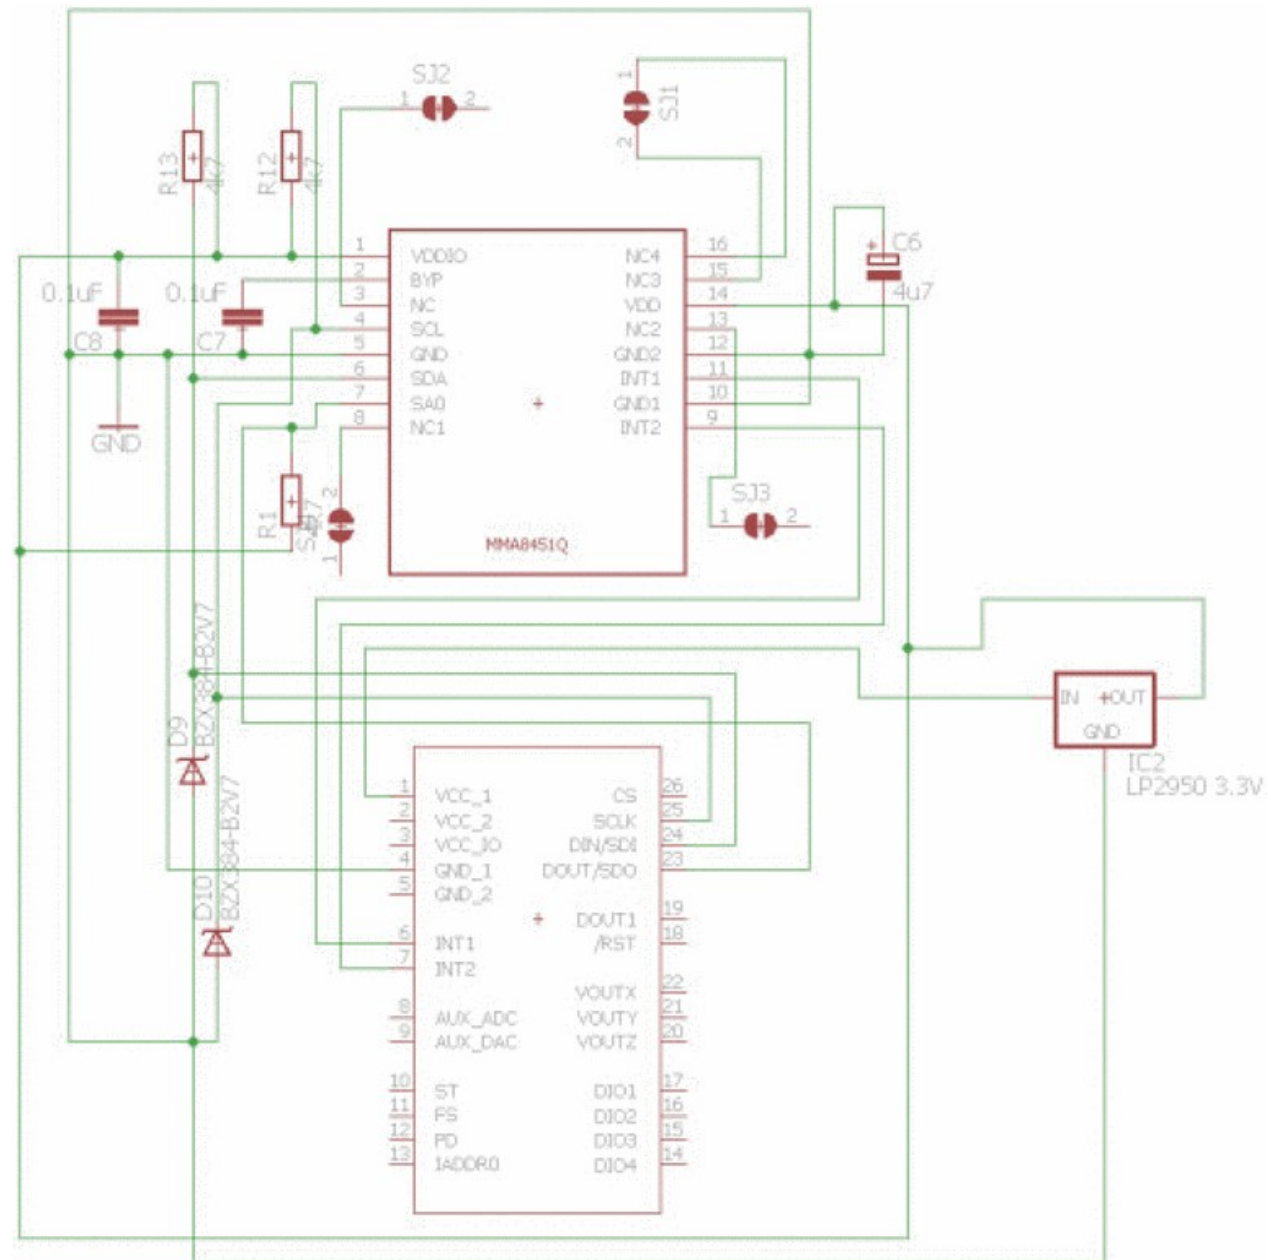 SJ2
1 2
1
SJ1
2
R13
4k7
R12
4k7
1 VDDIO
2 BYP
3 NC
4 SCL
5 GND
6 SDA
7 SA0
8 NC1
NC4 16
NC3 15
VDD 14
NC2 13
GND2 12
INT1 11
GND1 10
INT2 9
MMA8451Q
C6
4u7
0.1uF
C8
0.1uF
C7
GND
R1
2
1
SJ3
1 2
D9
BZX384-B2V7
D10
BZX384-B2V7
IN OUT
GND
IC2
LP2950 3.3V
1 VCC_1
2 VCC_2
3 VCC_IO
4 GND_1
5 GND_2
6 INT1
7 INT2
8 AUX_ADC
9 AUX_DAC
10 ST
11 FS
12 PD
13 IADDR0
CS 26
SCLK 25
DIN/SDI 24
DOUT/SDO 23
DOUT1 19
/RST 18
VOUTX 22
VOUTY 21
VOUTZ 20
DIO1 17
DIO2 16
DIO3 15
DIO4 14